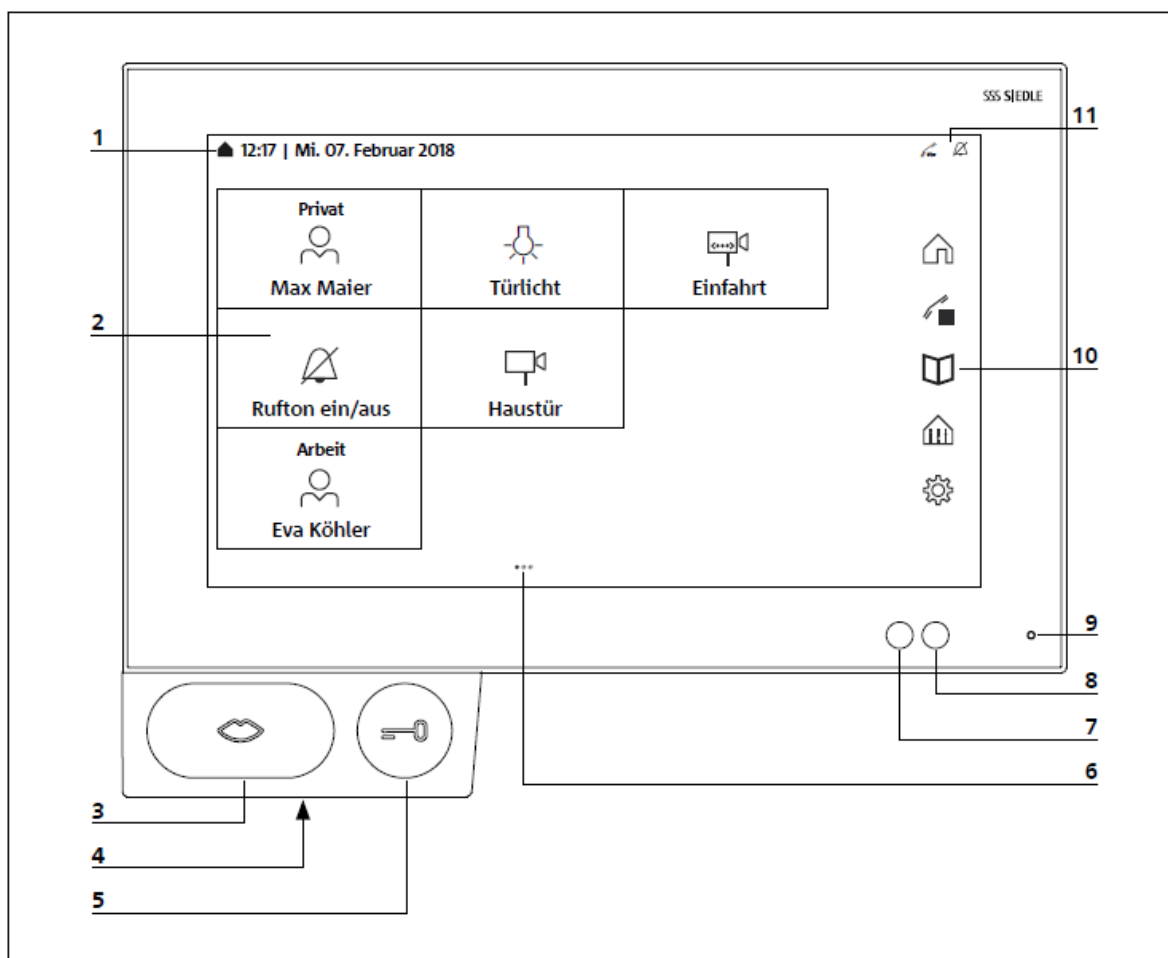 SSS SIEDLE
11
1
12:17 | Mi. 07. Februar 2018
Privat
Max Maier
Türlicht
Einfahrt
2
10
Rufton ein/aus
Haustür
Arbeit
Eva Köhler
9
8
7
6
3
4
5